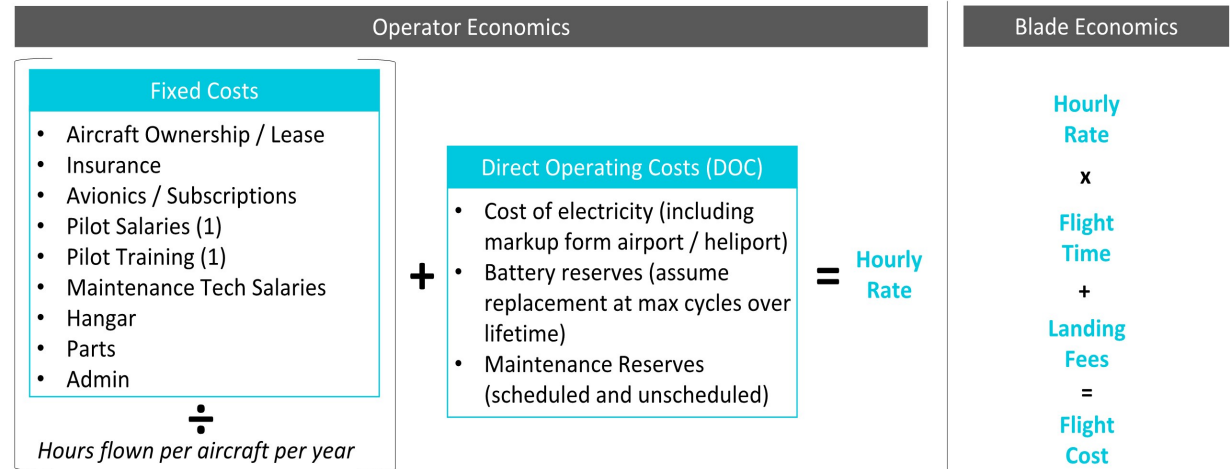 Operator Economics
Fixed Costs
• Aircraft Ownership / Lease
• Insurance
• Avionics / Subscriptions
• Pilot Salaries (1)
• Pilot Training (1)
• Maintenance Tech Salaries
• Hangar
• Parts
• Admin
÷
Hours flown per aircraft per year
+
Direct Operating Costs (DOC)
• Cost of electricity (including
markup form airport / heliport)
• Battery reserves (assume
replacement at max cycles over
lifetime)
• Maintenance Reserves
(scheduled and unscheduled)
=
Hourly
Rate
Blade Economics
Hourly
Rate
x
Flight
Time
+
Landing
Fees
=
Flight
Cost